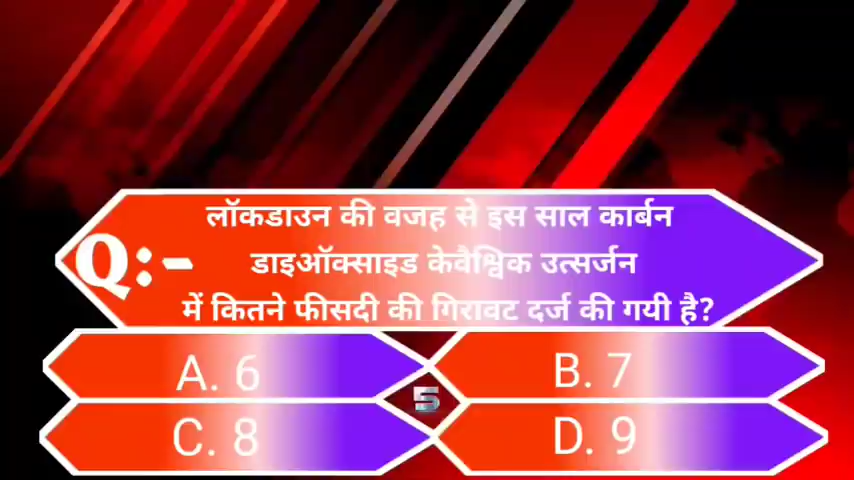 लॉकडाउन की वजह से इस साल कार्बन
Q:- डाइऑक्साइड केवैश्विक उत्सर्जन
में कितने फीसदी की गिरावट दर्ज की गयी है?
A. 6
B. 7
5
C. 8
D. 9